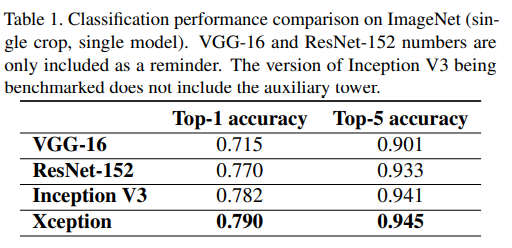 Table 1. Classification performance comparison on ImageNet (sin-
gle crop, single model). VGG-16 and ResNet-152 numbers are
only included as a reminder. The version of Inception V3 being
benchmarked does not include the auxiliary tower.
Top-1 accuracy Top-5 accuracy
VGG-16 0.715 0.901
ResNet-152 0.770 0.933
Inception V3 0.782 0.941
Xception 0.790 0.945